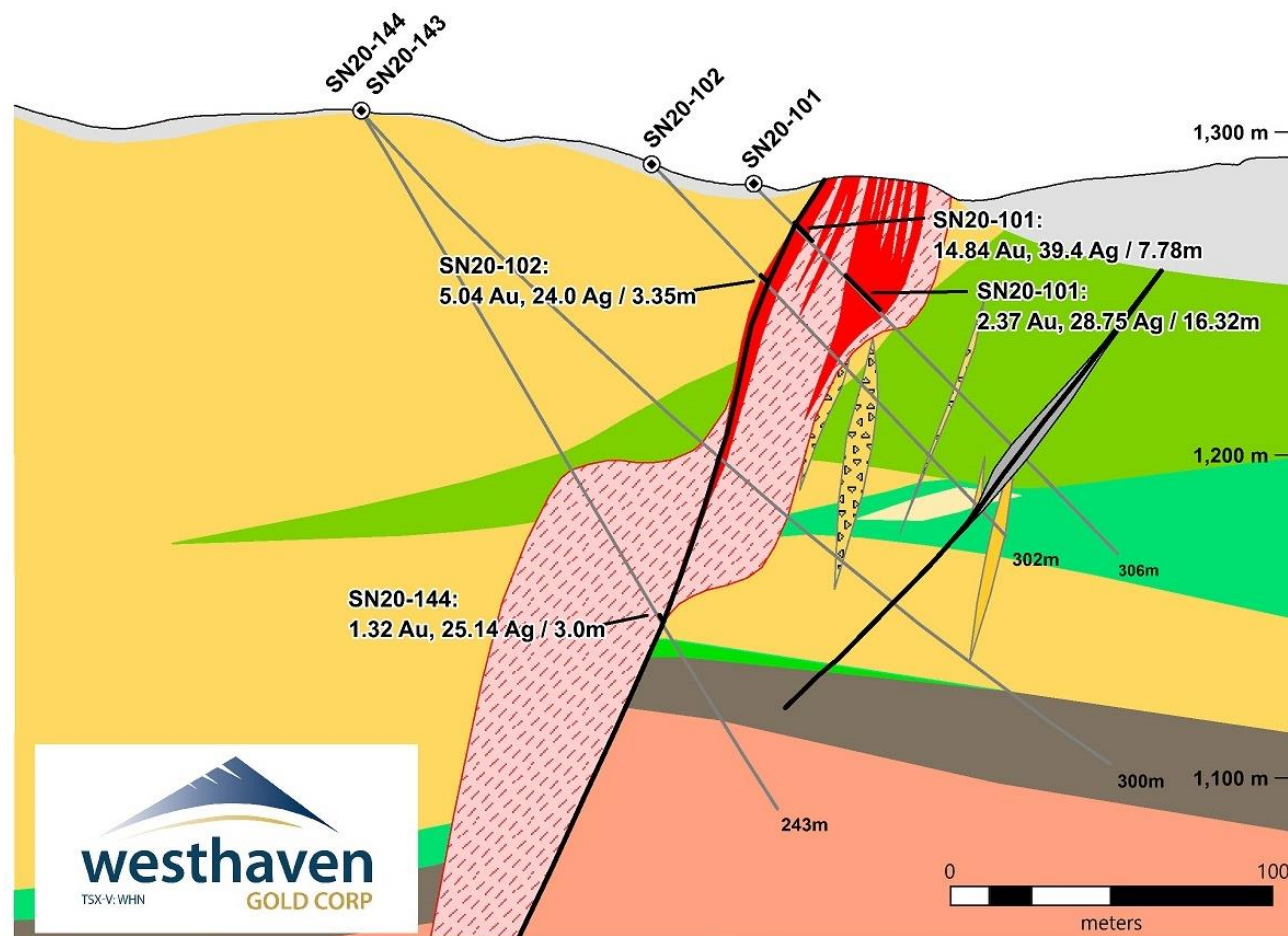 SN20-144
SN20-143
SN20-102
SN20-101
1,300 m
SN20-101:
14.84 Au, 39.4 Ag / 7.78m
SN20-102:
5.04 Au, 24.0 Ag / 3.35m
SN20-101:
2.37 Au, 28.75 Ag / 16.32m
1,200 m
302m
306m
SN20-144:
1.32 Au, 25.14 Ag / 3.0m
1,100 m
300m
243m
westhaven
TSX-V: WHN
GOLD CORP
0
100
meters